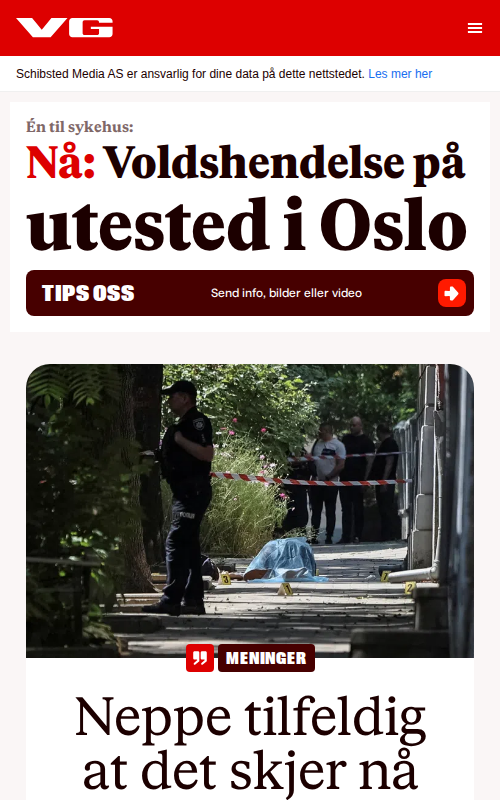 VG
Schibsted Media AS er ansvarlig for dine data på dette nettstedet. Les mer her
Én til sykehus:
Nå: Voldshendelse på
utested i Oslo
TIPS OSS
Send info, bilder eller video
MENINGER
Neppe tilfeldig
at det skjer nå